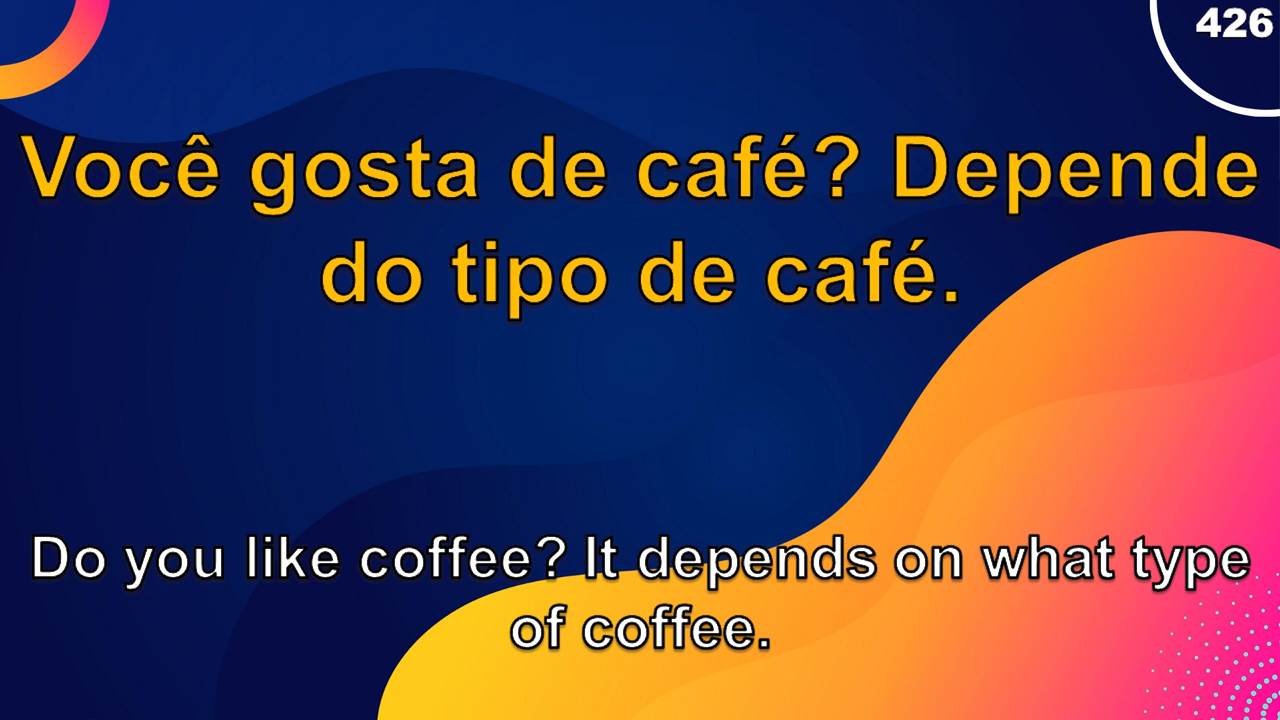 426
Você gosta de café? Depende
do tipo de café.
Do you like coffee? It depends on what type
of coffee.